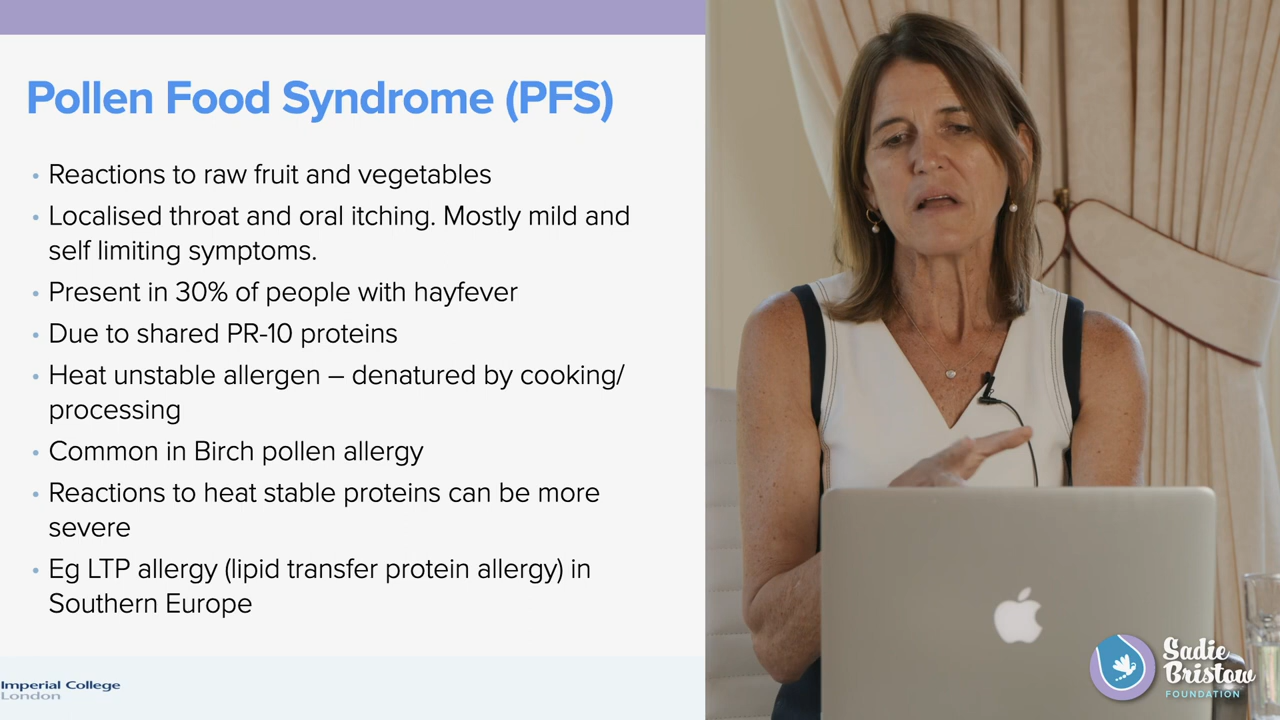 Pollen Food Syndrome (PFS)
• Reactions to raw fruit and vegetables
• Localised throat and oral itching. Mostly mild and
self limiting symptoms.
• Present in 30% of people with hayfever
• Due to shared PR-10 proteins
• Heat unstable allergen – denatured by cooking/
processing
• Common in Birch pollen allergy
• Reactions to heat stable proteins can be more
severe
• Eg LTP allergy (lipid transfer protein allergy) in
Southern Europe
Imperial College
London
Sadie
Bristow
FOUNDATION